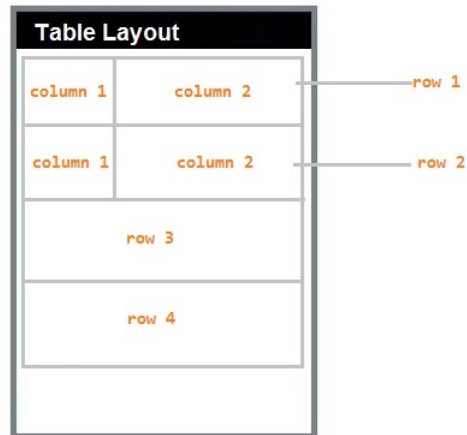 Table Layout
column 1 column 2 row 1
column 1 column 2 row 2
row 3
row 4